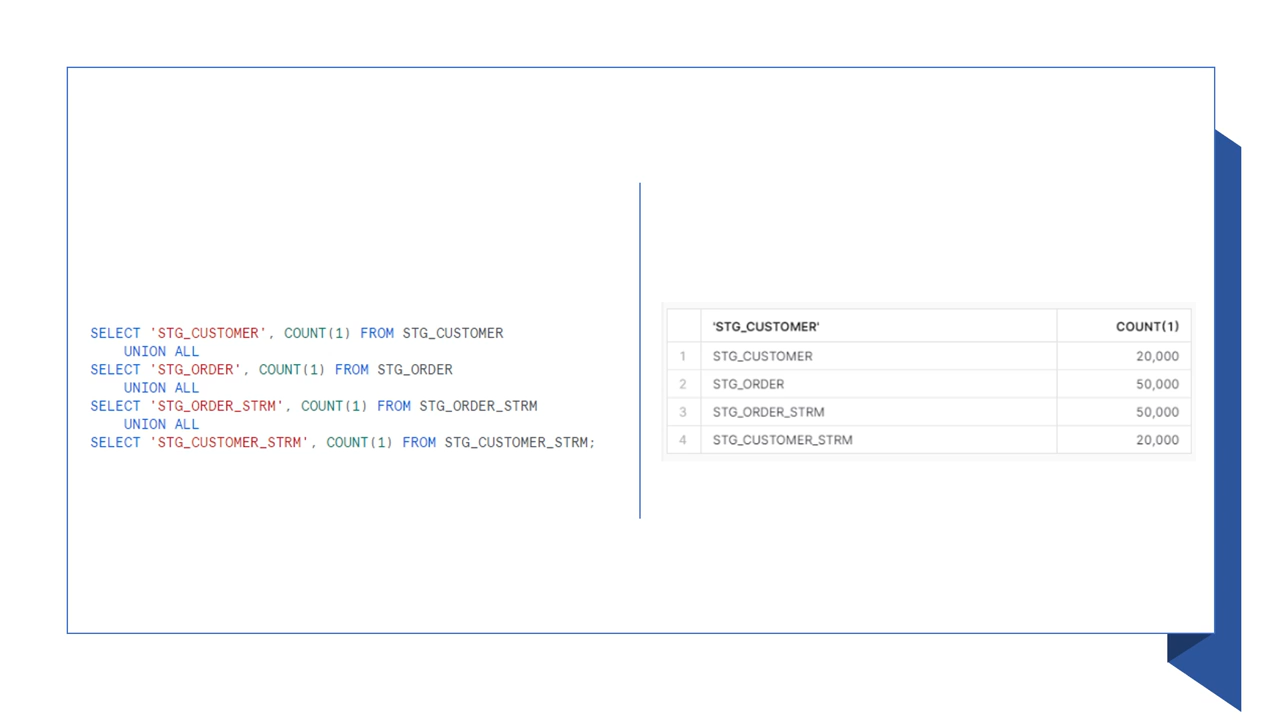 SELECT 'STG_CUSTOMER', COUNT(1) FROM STG_CUSTOMER
UNION ALL
SELECT 'STG_ORDER', COUNT(1) FROM STG_ORDER
UNION ALL
SELECT 'STG_ORDER_STRM', COUNT(1) FROM STG_ORDER_STRM
UNION ALL
SELECT 'STG_CUSTOMER_STRM', COUNT(1) FROM STG_CUSTOMER_STRM;
'STG_CUSTOMER' COUNT(1)
1 STG_CUSTOMER 20,000
2 STG_ORDER 50,000
3 STG_ORDER_STRM 50,000
4 STG_CUSTOMER_STRM 20,000